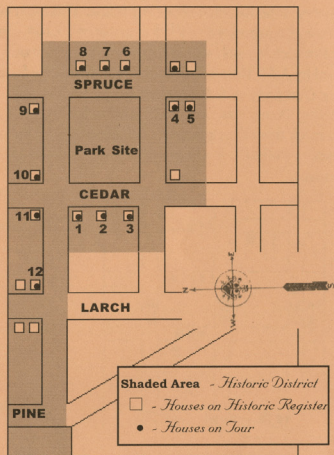 8 7 6
SPRUCE
9
4 5
Park Site
10
CEDAR
11
1 2 3
12
LARCH
N
S
W
PINE
Shaded Area - Historic District
- Houses on Historic Register
- Houses on Tour